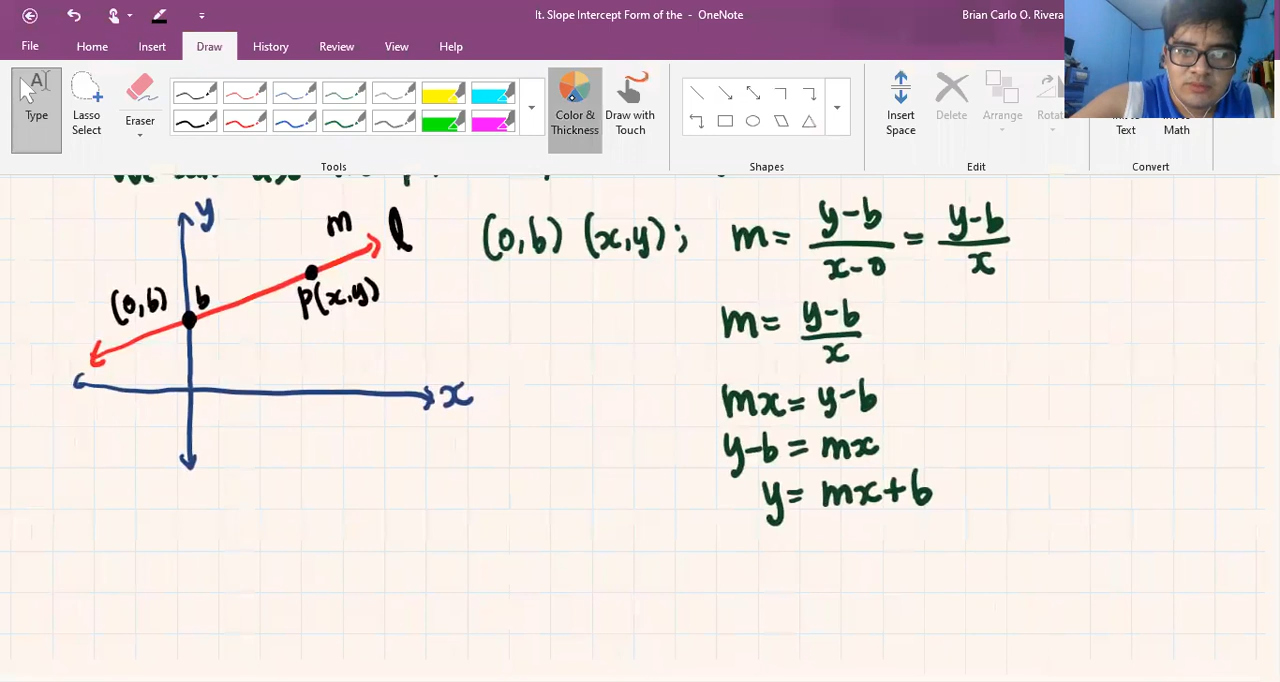 lt. Slope Intercept Form of the - OneNote
Brian Carlo O. Rivera
File Home Insert Draw History Review View Help
Type
Lasso Select
Eraser
Color & Thickness
Draw with Touch
Insert Space
Delete
Arrange
Text
Math
Tools
Shapes
Edit
Convert
y
m l
(0,b) b
P(x,y)
x
(0,b) (x,y); m = y-b / x-0 = y-b / x
m = y-b / x
mx = y-b
y-b = mx
y = mx+b